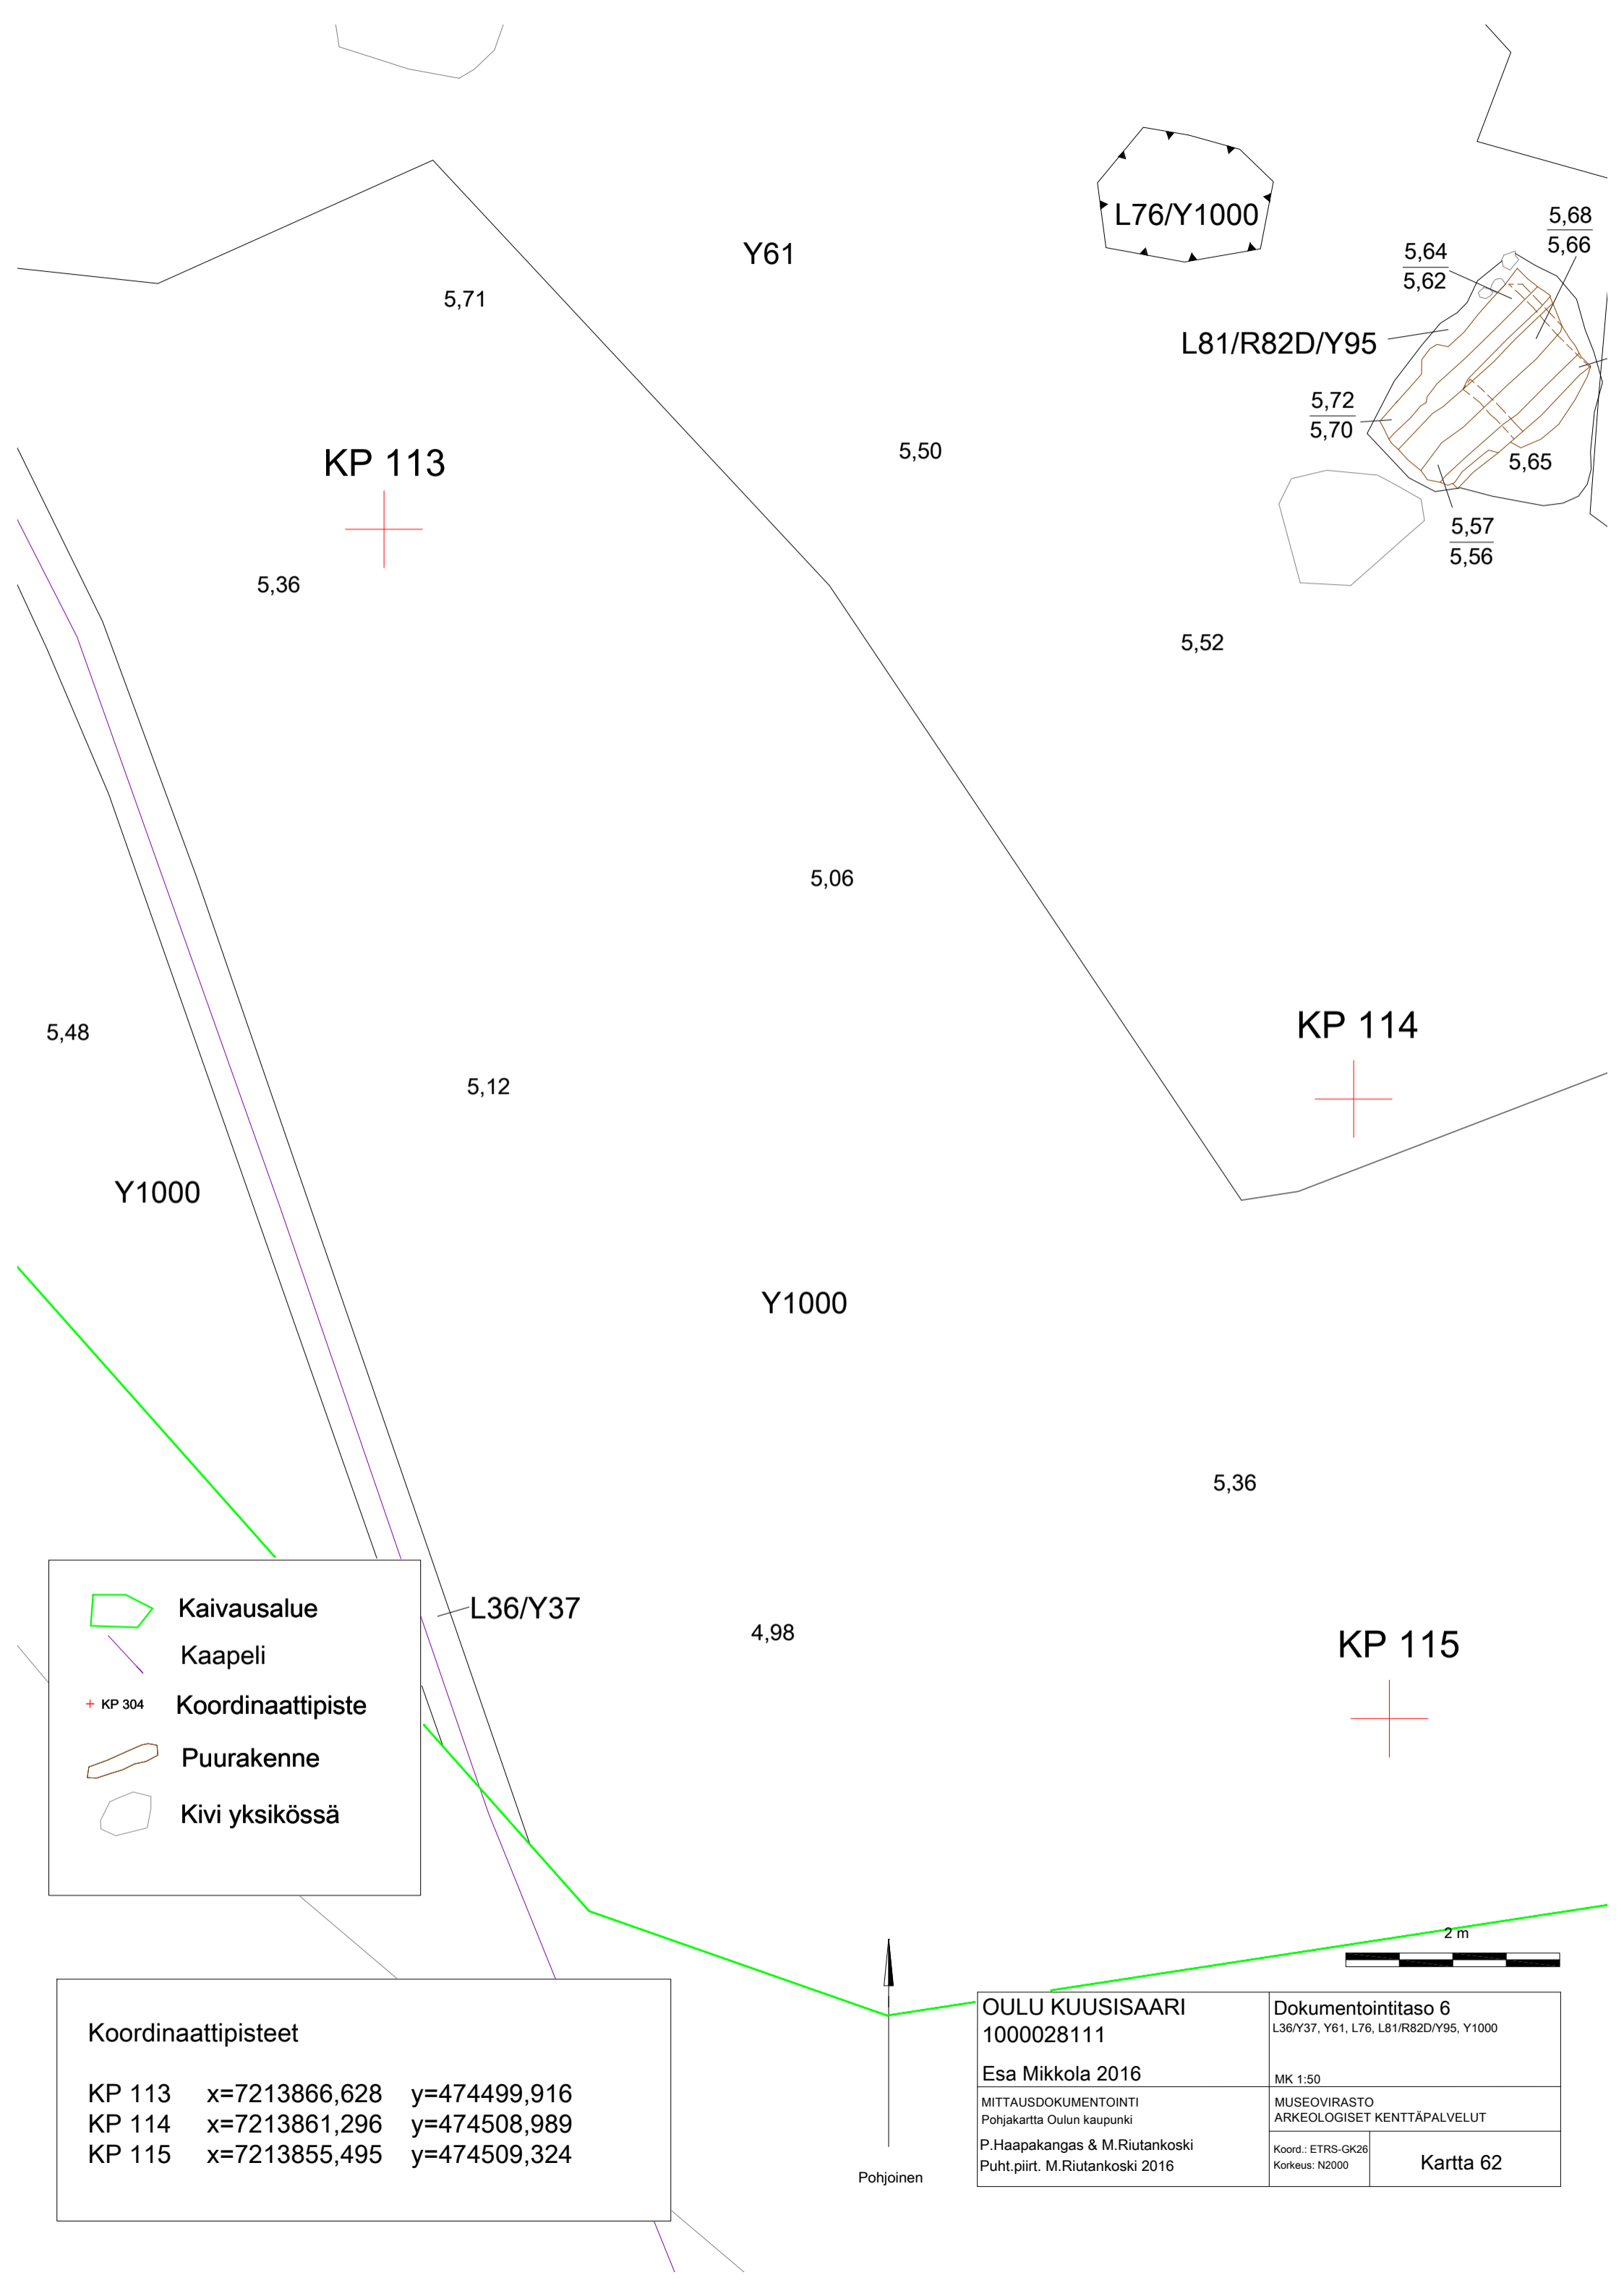 L76/Y1000
5,68
5,66
Y61
5,64
5,62
5,71
L81/R82D/Y95
5,72
5,70
5,50
KP 113
5,65
5,57
5,56
5,36
5,52
5,06
KP 114
5,48
5,12
Y1000
Y1000
5,36
L36/Y37
4,98
KP 115
Kaivausalue
Kaapeli
KP 304 Koordinaattipiste
Puurakenne
Kivi yksikössä
2 m
Koordinaattipisteet
KP 113 x=7213866,628 y=474499,916
KP 114 x=7213861,296 y=474508,989
KP 115 x=7213855,495 y=474509,324
Pohjoinen
OULU KUUSISAARI
1000028111
Esa Mikkola 2016
MITTAUSDOKUMENTOINTI
Pohjakartta Oulun kaupunki
P.Haapakangas & M.Riutankoski
Puht.piirt. M.Riutankoski 2016
Dokumentointitaso 6
L36/Y37, Y61, L76, L81/R82D/Y95, Y1000
MK 1:50
MUSEOVIRASTO
ARKEOLOGISET KENTTÄPALVELUT
Koord.: ETRS-GK26
Korkeus: N2000
Kartta 62